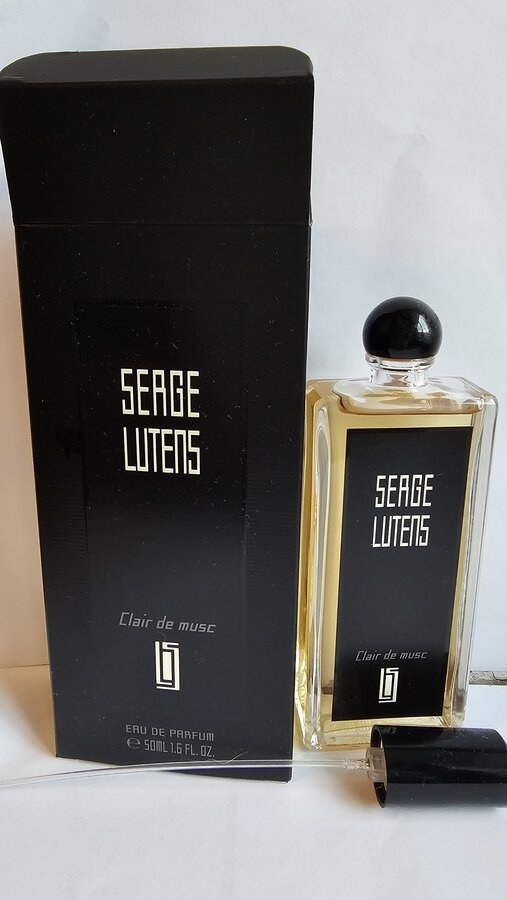 SERGE
LUTENS
Clair de musc
EAU DE PARFUM
℮ 50ML 1.6 FL. OZ.
SERGE
LUTENS
Clair de musc